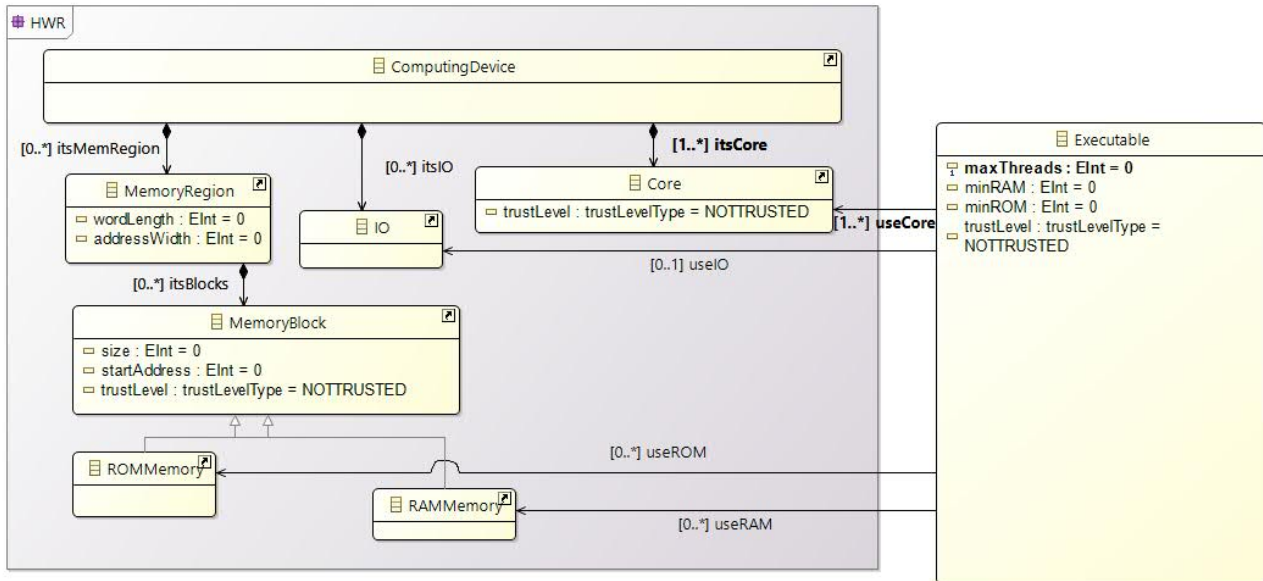 HWR
ComputingDevice
[0..*] itsMemRegion
[0..*] itsIO
[1..*] itsCore
Executable
maxThreads : EInt = 0
minRAM : EInt = 0
minROM : EInt = 0
trustLevel : trustLevelType =
NOTTRUSTED
MemoryRegion
wordLength : EInt = 0
addressWidth : EInt = 0
IO
Core
trustLevel : trustLevelType = NOTTRUSTED
[1..*] useCore
[0..1] useIO
[0..*] itsBlocks
MemoryBlock
size : EInt = 0
startAddress : EInt = 0
trustLevel : trustLevelType = NOTTRUSTED
ROMMemory
[0..*] useROM
RAMMemory
[0..*] useRAM